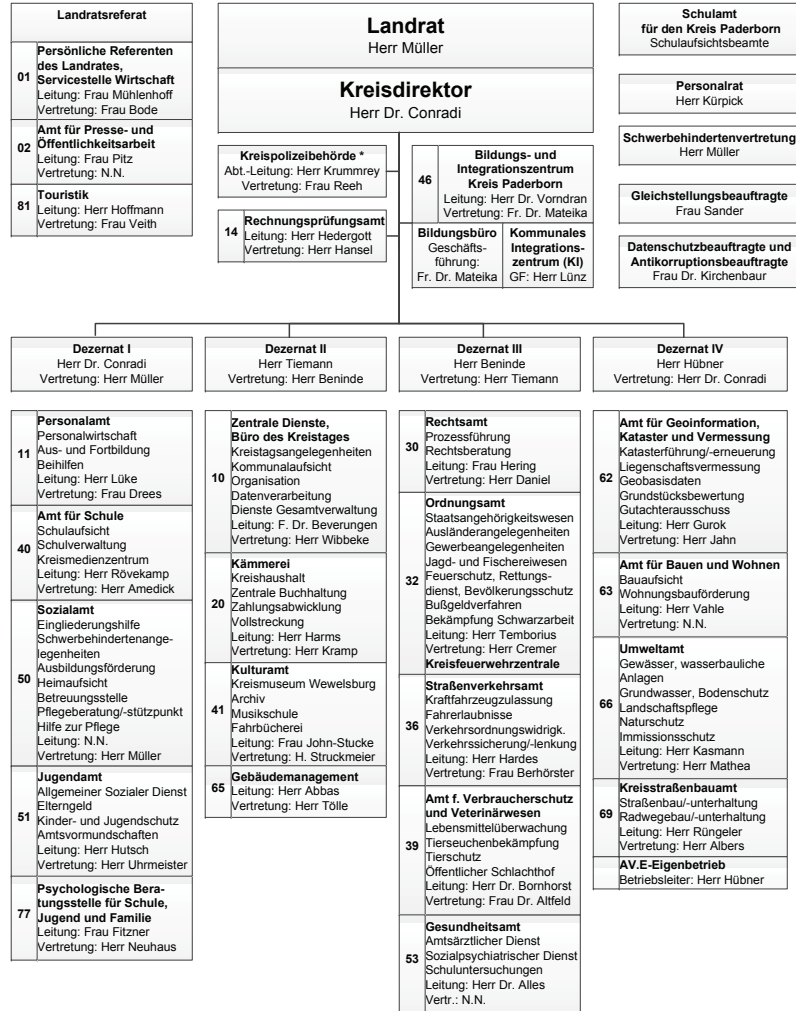 Landratsreferat
01
Persönliche Referenten
des Landrates,
Servicestelle Wirtschaft
Leitung: Frau Mühlenhoff
Vertretung: Frau Bode
02
Amt für Presse- und
Öffentlichkeitsarbeit
Leitung: Frau Pitz
Vertretung: N.N.
81
Touristik
Leitung: Herr Hoffmann
Vertretung: Frau Veith
Landrat
Herr Müller
Kreisdirektor
Herr Dr. Conradi
Kreispolizeibehörde *
Abt.-Leitung: Herr Krummrey
Vertretung: Frau Reeh
14
Rechnungsprüfungsamt
Leitung: Herr Hedergott
Vertretung: Herr Hansel
46
Bildungs- und
Integrationszentrum
Kreis Paderborn
Leitung: Herr Dr. Vorndran
Vertretung: Fr. Dr. Mateika
Bildungsbüro
Geschäfts-
führung:
Fr. Dr. Mateika
Kommunales
Integrations-
zentrum (KI)
GF: Herr Lünz
Schulamt
für den Kreis Paderborn
Schulaufsichtsbeamte
Personalrat
Herr Kürpick
Schwerbehindertenvertretung
Herr Müller
Gleichstellungsbeauftragte
Frau Sander
Datenschutzbeauftragte und
Antikorruptionsbeauftragte
Frau Dr. Kirchenbaur
Dezernat I
Herr Dr. Conradi
Vertretung: Herr Müller
11
Personalamt
Personalwirtschaft
Aus- und Fortbildung
Beihilfen
Leitung: Herr Lüke
Vertretung: Frau Drees
40
Amt für Schule
Schulaufsicht
Schulverwaltung
Kreismedienzentrum
Leitung: Herr Rövekamp
Vertretung: Herr Amedick
50
Sozialamt
Eingliederungshilfe
Schwerbehindertenange-
legenheiten
Ausbildungsförderung
Heimaufsicht
Betreuungsstelle
Pflegeberatung/-stützpunkt
Hilfe zur Pflege
Leitung: N.N.
Vertretung: Herr Müller
51
Jugendamt
Allgemeiner Sozialer Dienst
Elterngeld
Kinder- und Jugendschutz
Amtsvormundschaften
Leitung: Herr Hutsch
Vertretung: Herr Uhrmeister
77
Psychologische Bera-
tungsstelle für Schule,
Jugend und Familie
Leitung: Frau Fitzner
Vertretung: Herr Neuhaus
Dezernat II
Herr Tiemann
Vertretung: Herr Beninde
10
Zentrale Dienste,
Büro des Kreistages
Kreistagsangelegenheiten
Kommunalaufsicht
Organisation
Datenverarbeitung
Dienste Gesamtverwaltung
Leitung: F. Dr. Beverungen
Vertretung: Herr Wibbeke
20
Kämmerei
Kreishaushalt
Zentrale Buchhaltung
Zahlungsabwicklung
Vollstreckung
Leitung: Herr Harms
Vertretung: Herr Kramp
41
Kulturamt
Kreismuseum Wewelsburg
Archiv
Musikschule
Fahrbücherei
Leitung: Frau John-Stucke
Vertretung: H. Struckmeier
65
Gebäudemanagement
Leitung: Herr Abbas
Vertretung: Herr Tölle
Dezernat III
Herr Beninde
Vertretung: Herr Tiemann
30
Rechtsamt
Prozessführung
Rechtsberatung
Leitung: Frau Hering
Vertretung: Herr Daniel
32
Ordnungsamt
Staatsangehörigkeitswesen
Ausländerangelegenheiten
Gewerbeangelegenheiten
Jagd- und Fischereiwesen
Feuerschutz, Rettungs-
dienst, Bevölkerungsschutz
Bußgeldverfahren
Bekämpfung Schwarzarbeit
Leitung: Herr Temborius
Vertretung: Herr Cremer
Kreisfeuerwehrzentrale
36
Straßenverkehrsamt
Kraftfahrzeugzulassung
Fahrerlaubnisse
Verkehrsordnungswidrigk.
Verkehrssicherung/-lenkung
Leitung: Herr Hardes
Vertretung: Frau Berhörster
39
Amt f. Verbraucherschutz
und Veterinärwesen
Lebensmittelüberwachung
Tierseuchenbekämpfung
Tierschutz
Öffentlicher Schlachthof
Leitung: Herr Dr. Bornhorst
Vertretung: Frau Dr. Altfeld
53
Gesundheitsamt
Amtsärztlicher Dienst
Sozialpsychiatrischer Dienst
Schuluntersuchungen
Leitung: Herr Dr. Alles
Vertr.: N.N.
Dezernat IV
Herr Hübner
Vertretung: Herr Dr. Conradi
62
Amt für Geoinformation,
Kataster und Vermessung
Katasterführung/-erneuerung
Liegenschaftsvermessung
Geobasisdaten
Grundstücksbewertung
Gutachterausschuss
Leitung: Herr Gurok
Vertretung: Herr Jahn
63
Amt für Bauen und Wohnen
Bauaufsicht
Wohnungsbauförderung
Leitung: Herr Vahle
Vertretung: N.N.
66
Umweltamt
Gewässer, wasserbauliche
Anlagen
Grundwasser, Bodenschutz
Landschaftspflege
Naturschutz
Immissionsschutz
Leitung: Herr Kasmann
Vertretung: Herr Mathea
69
Kreisstraßenbauamt
Straßenbau/-unterhaltung
Radwegebau/-unterhaltung
Leitung: Herr Rüngeler
Vertretung: Herr Albers
AV.E-Eigenbetrieb
Betriebsleiter: Herr Hübner